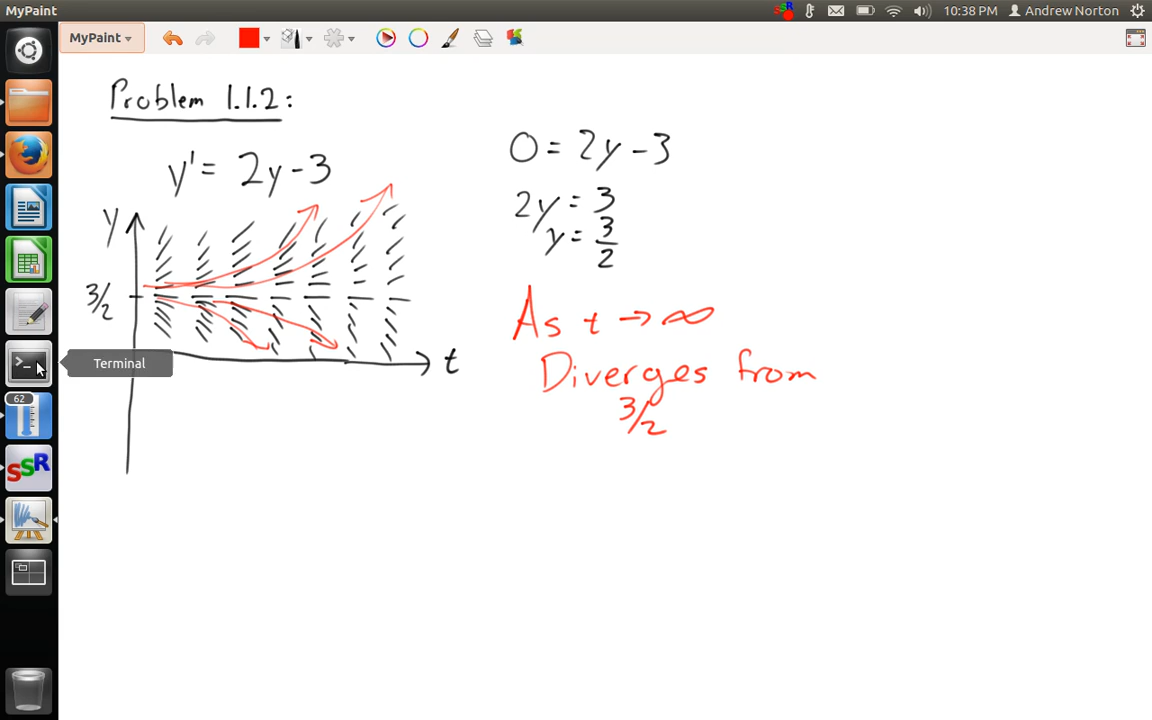 MyPaint
10:38 PM
Andrew Norton
MyPaint
Problem 1.1.2:
y' = 2y - 3
y
3/2
t
0 = 2y - 3
2y = 3
y = 3/2
As t → ∞
Diverges from
3/2
Terminal
62
SSR